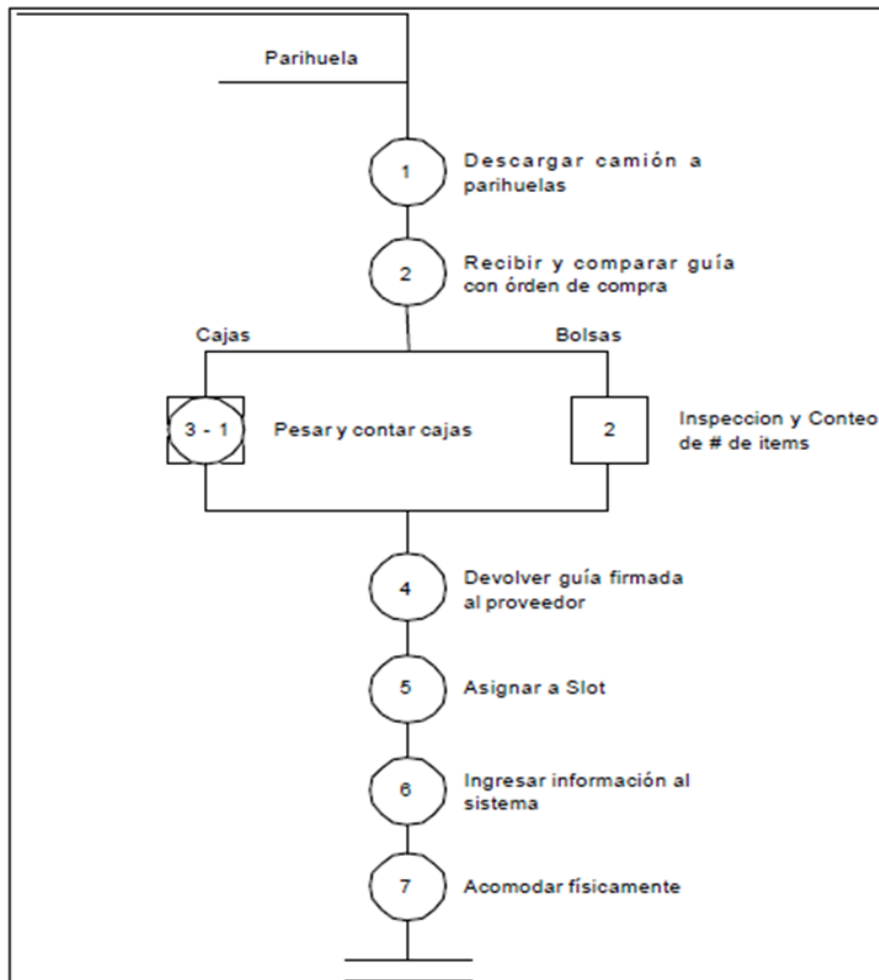 Parihuela
1
Descargar camión a
parihuelas
2
Recibir y comparar guía
con órden de compra
Cajas
Bolsas
3 - 1
Pesar y contar cajas
2
Inspeccion y Conteo
de # de items
4
Devolver guía firmada
al proveedor
5
Asignar a Slot
6
Ingresar información al
sistema
7
Acomodar físicamente